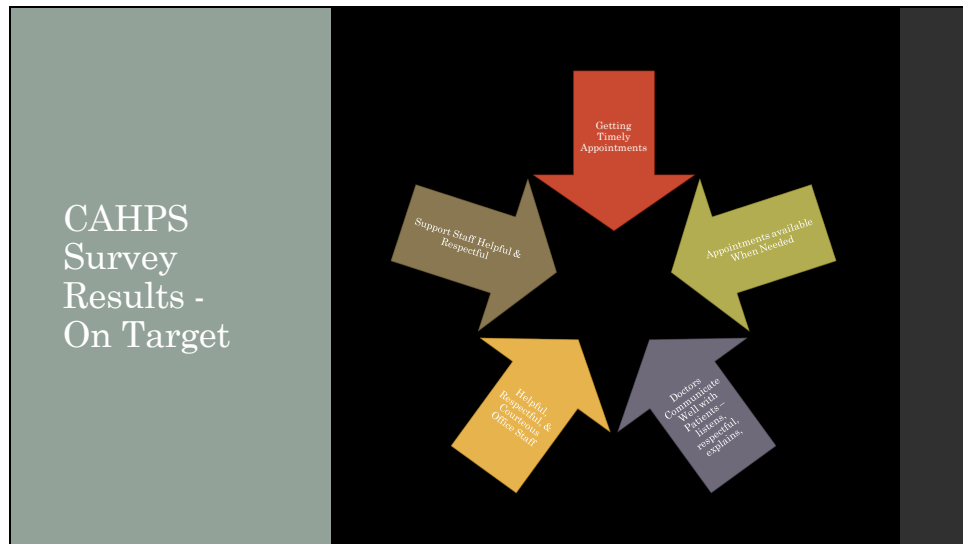 CAHPS
Survey
Results -
On Target
Getting
Timely
Appointments
Appointments available
When Needed
Doctors
Communicate
Well with
Patients –
listens,
respectful,
explains,
Helpful,
Respectful, &
Courteous
Office Staff
Support Staff Helpful &
Respectful